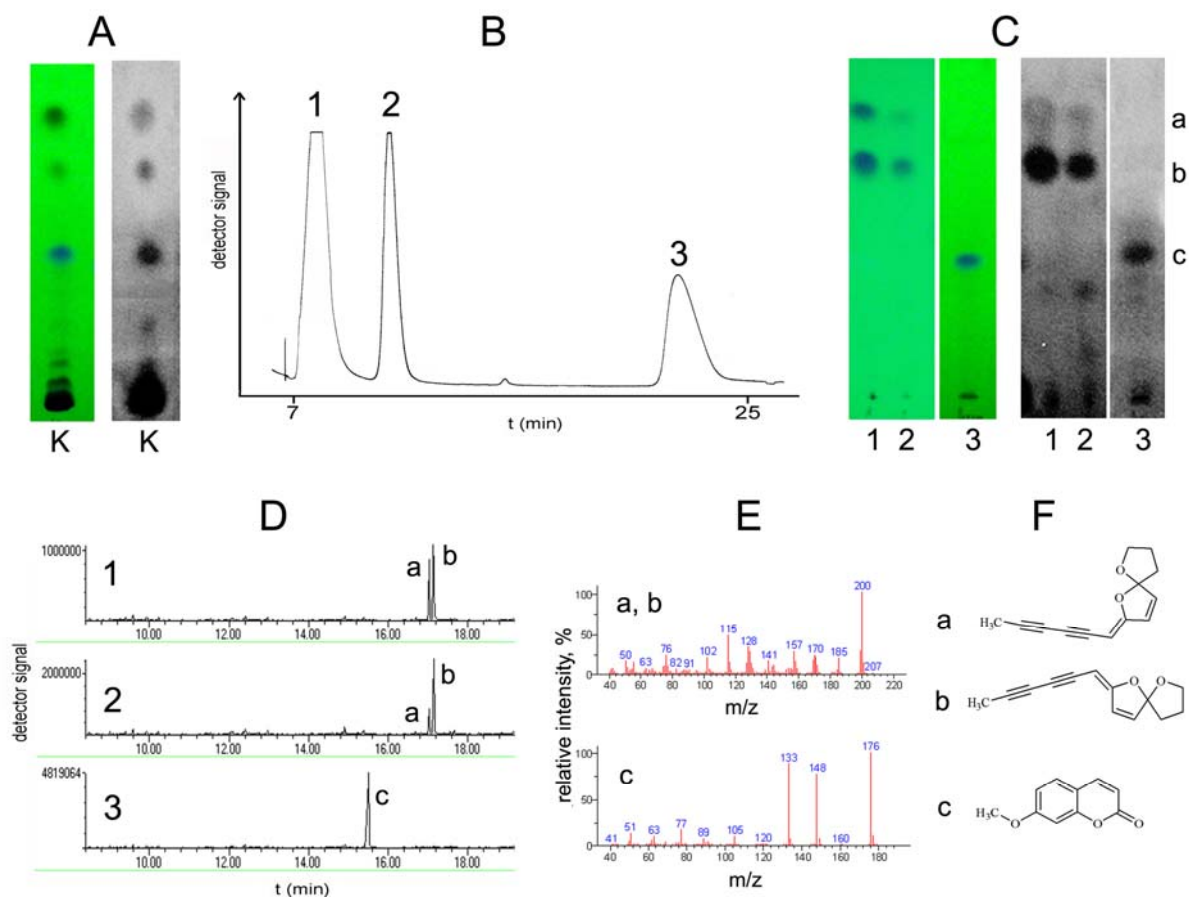 A
B
C
K
K
detector signal
1
2
3
7
25
t (min)
1 2
3
1 2
3
a
b
c
D
1000000
1
a
b
10.00 12.00 14.00 16.00 18.00
2000000
detector signal
2
a
b
10.00 12.00 14.00 16.00 18.00
4819064
3
c
10.00 12.00 14.00 16.00 18.00
t (min)
E
relative intensity, %
100
50
0
a, b
50
63
76
82
91
102
115
128
141
157
170
185
200
207
40 60 80 100 120 140 160 180 200 220
m/z
100
50
0
c
41
51
63
77
89
105
120
133
148
160
176
40 60 80 100 120 140 160 180
m/z
F
a
H₃C
O
O
b
H₃C
O
O
c
H₃C
O
O
O